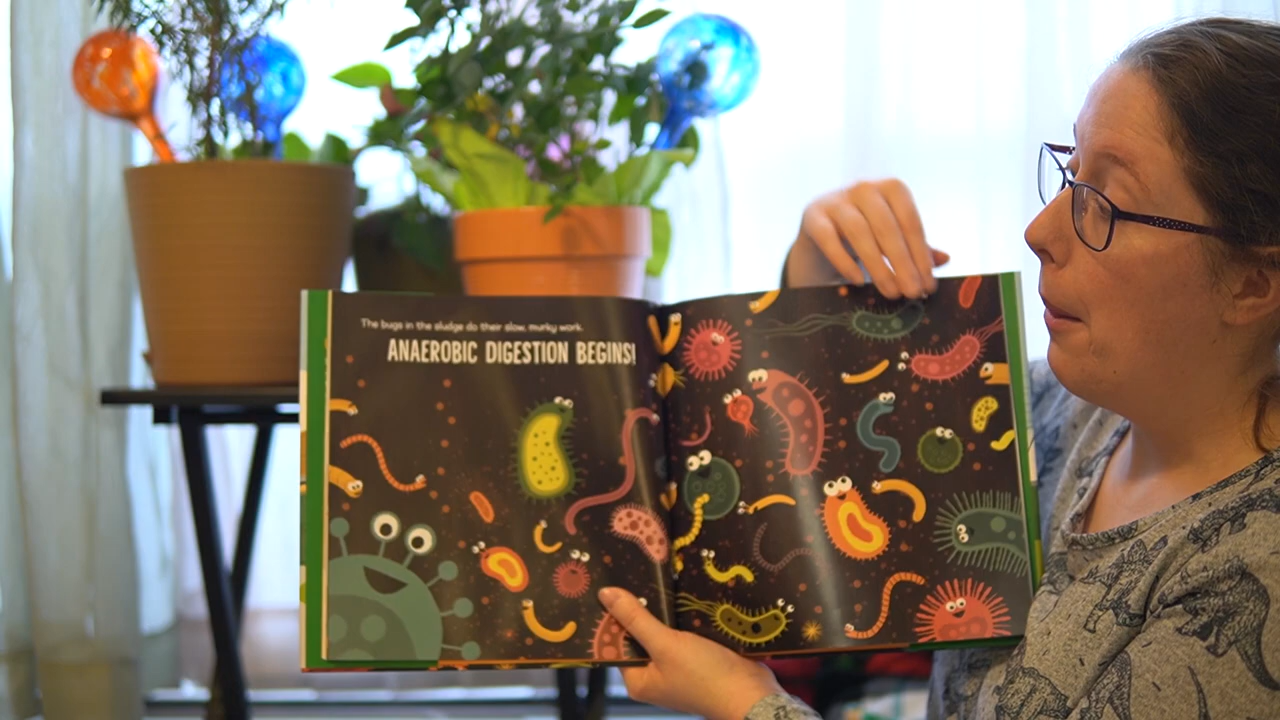 The bugs in the sludge do their slow, murky work.
ANAEROBIC DIGESTION BEGINS!